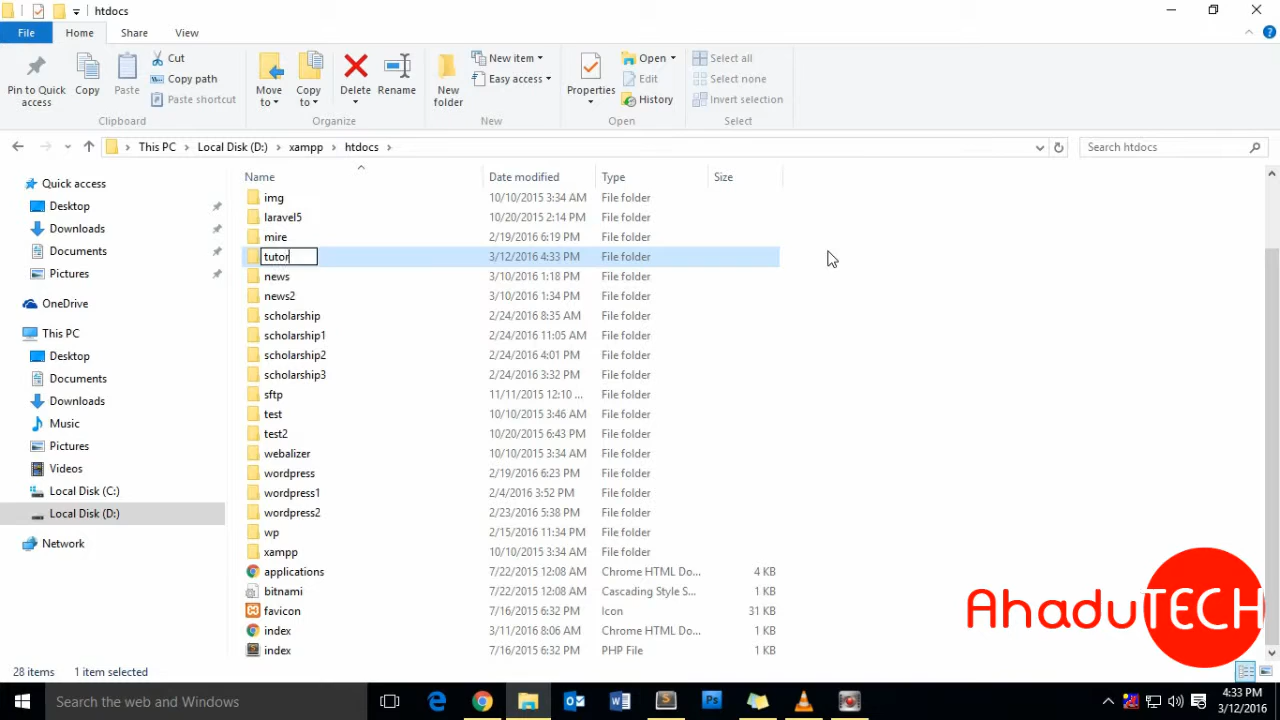 htdocs
File Home Share View
Pin to Quick access
Copy
Paste
Cut
Copy path
Paste shortcut
Clipboard
Move to
Copy to
Delete
Rename
Organize
New folder
New item
Easy access
New
Properties
Open
Edit
History
Open
Select all
Select none
Invert selection
Select
This PC > Local Disk (D:) > xampp > htdocs >
Search htdocs
Quick access
Desktop
Downloads
Documents
Pictures
OneDrive
This PC
Desktop
Documents
Downloads
Music
Pictures
Videos
Local Disk (C:)
Local Disk (D:)
Network
Name Date modified Type Size
img 10/10/2015 3:34 AM File folder
laravel5 10/20/2015 2:14 PM File folder
mire 2/19/2016 6:19 PM File folder
tutor 3/12/2016 4:33 PM File folder
news 3/10/2016 1:18 PM File folder
news2 3/10/2016 1:34 PM File folder
scholarship 2/24/2016 8:35 AM File folder
scholarship1 2/24/2016 11:05 AM File folder
scholarship2 2/24/2016 4:01 PM File folder
scholarship3 2/24/2016 3:32 PM File folder
sftp 11/11/2015 12:10 ... File folder
test 10/10/2015 3:46 AM File folder
test2 10/20/2015 6:43 PM File folder
webalizer 10/10/2015 3:34 AM File folder
wordpress 2/19/2016 6:23 PM File folder
wordpress1 2/4/2016 3:52 PM File folder
wordpress2 2/23/2016 5:38 PM File folder
wp 2/15/2016 11:34 PM File folder
xampp 10/10/2015 3:34 AM File folder
applications 7/22/2015 12:08 AM Chrome HTML Do... 4 KB
bitnami 7/22/2015 12:08 AM Cascading Style S... 1 KB
favicon 7/16/2015 6:32 PM Icon 31 KB
index 3/11/2016 8:06 AM Chrome HTML Do... 1 KB
index 7/16/2015 6:32 PM PHP File 1 KB
AhaduTECH
28 items 1 item selected
Search the web and Windows
4:33 PM
3/12/2016